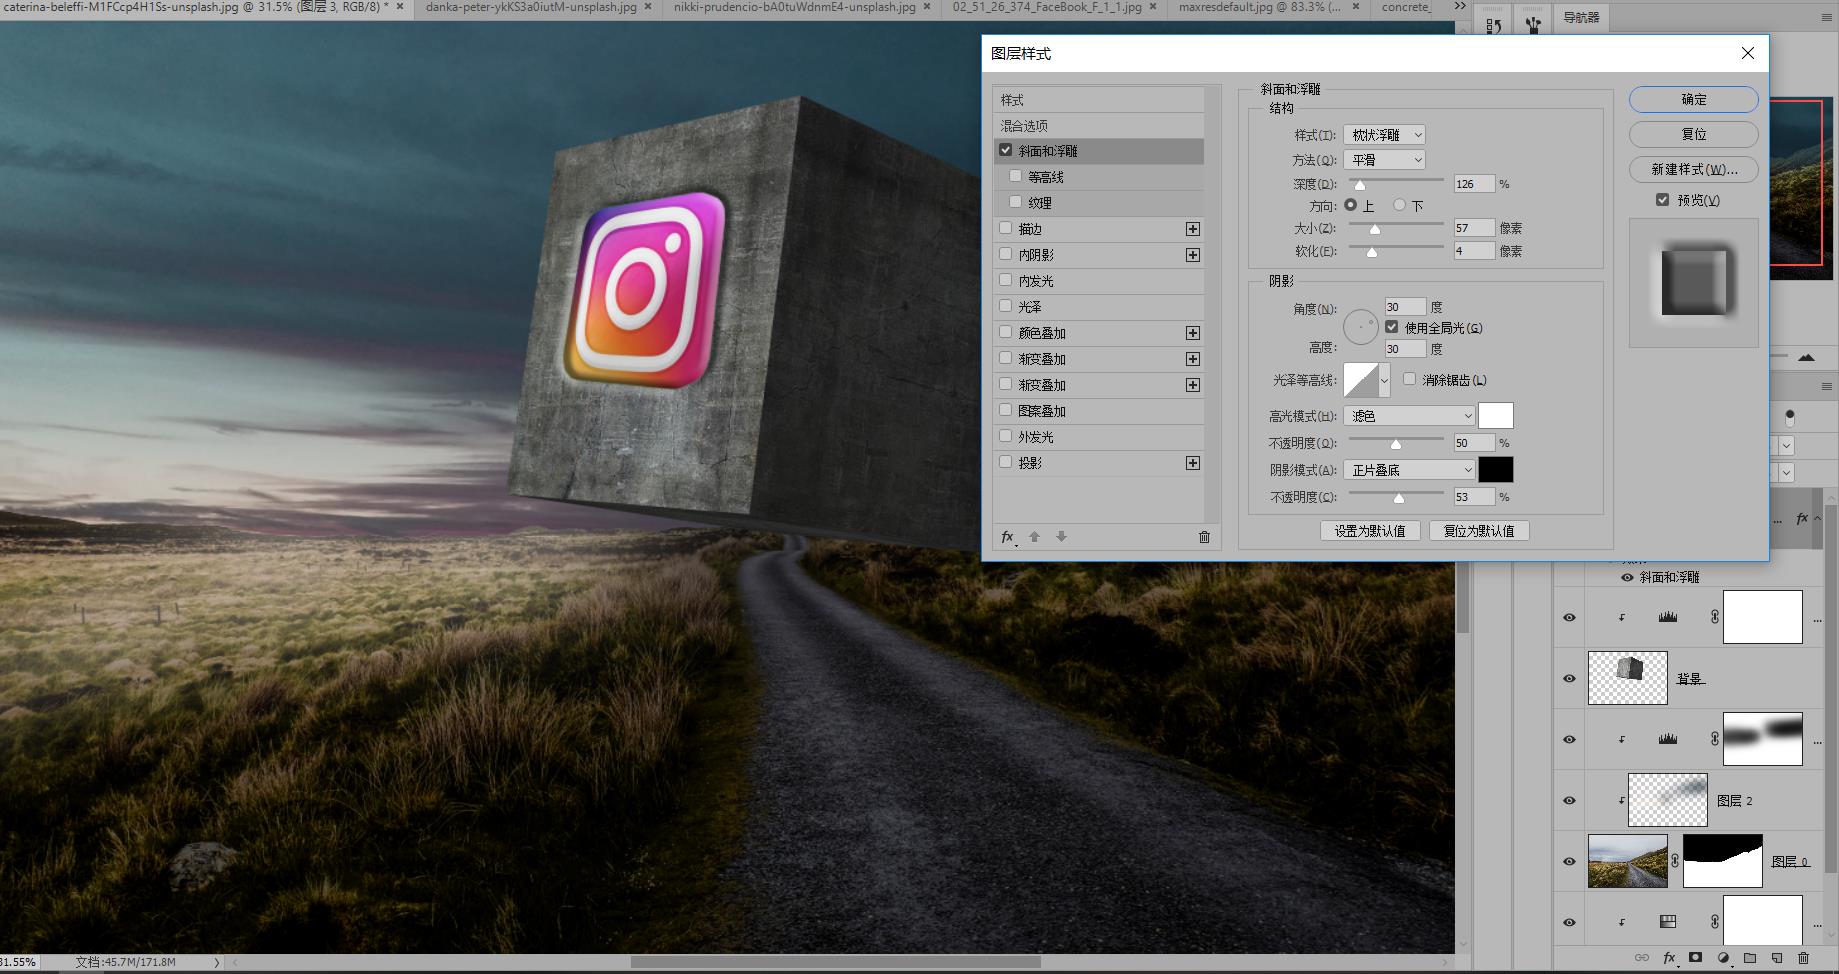 caterina-beleffi-M1FCcp4H1Ss-unsplash.jpg @ 31.5% (图层 3, RGB/8) *
danka-peter-ykKS3a0iutM-unsplash.jpg
nikki-prudencio-bA0tuWdnmE4-unsplash.jpg
02_51_26_374_FaceBook_F_1_1.jpg
maxresdefault.jpg @ 83.3% (...
concrete_
导航器
图层样式
样式
混合选项
斜面和浮雕
等高线
纹理
描边
内阴影
内发光
光泽
颜色叠加
渐变叠加
渐变叠加
图案叠加
外发光
投影
fx
斜面和浮雕
结构
样式(T): 枕状浮雕
方法(Q): 平滑
深度(D): 126 %
方向: 上 下
大小(Z): 57 像素
软化(F): 4 像素
阴影
角度(N): 30 度
使用全局光(G)
高度: 30 度
光泽等高线: 消除锯齿(L)
高光模式(H): 滤色
不透明度(O): 50 %
阴影模式(A): 正片叠底
不透明度(C): 53 %
设置为默认值 复位为默认值
确定
复位
新建样式(W)...
预览(V)
... fx
斜面和浮雕
...
背景
...
图层 2
图层 0
...
fx
31.55% 文档:45.7M/171.8M